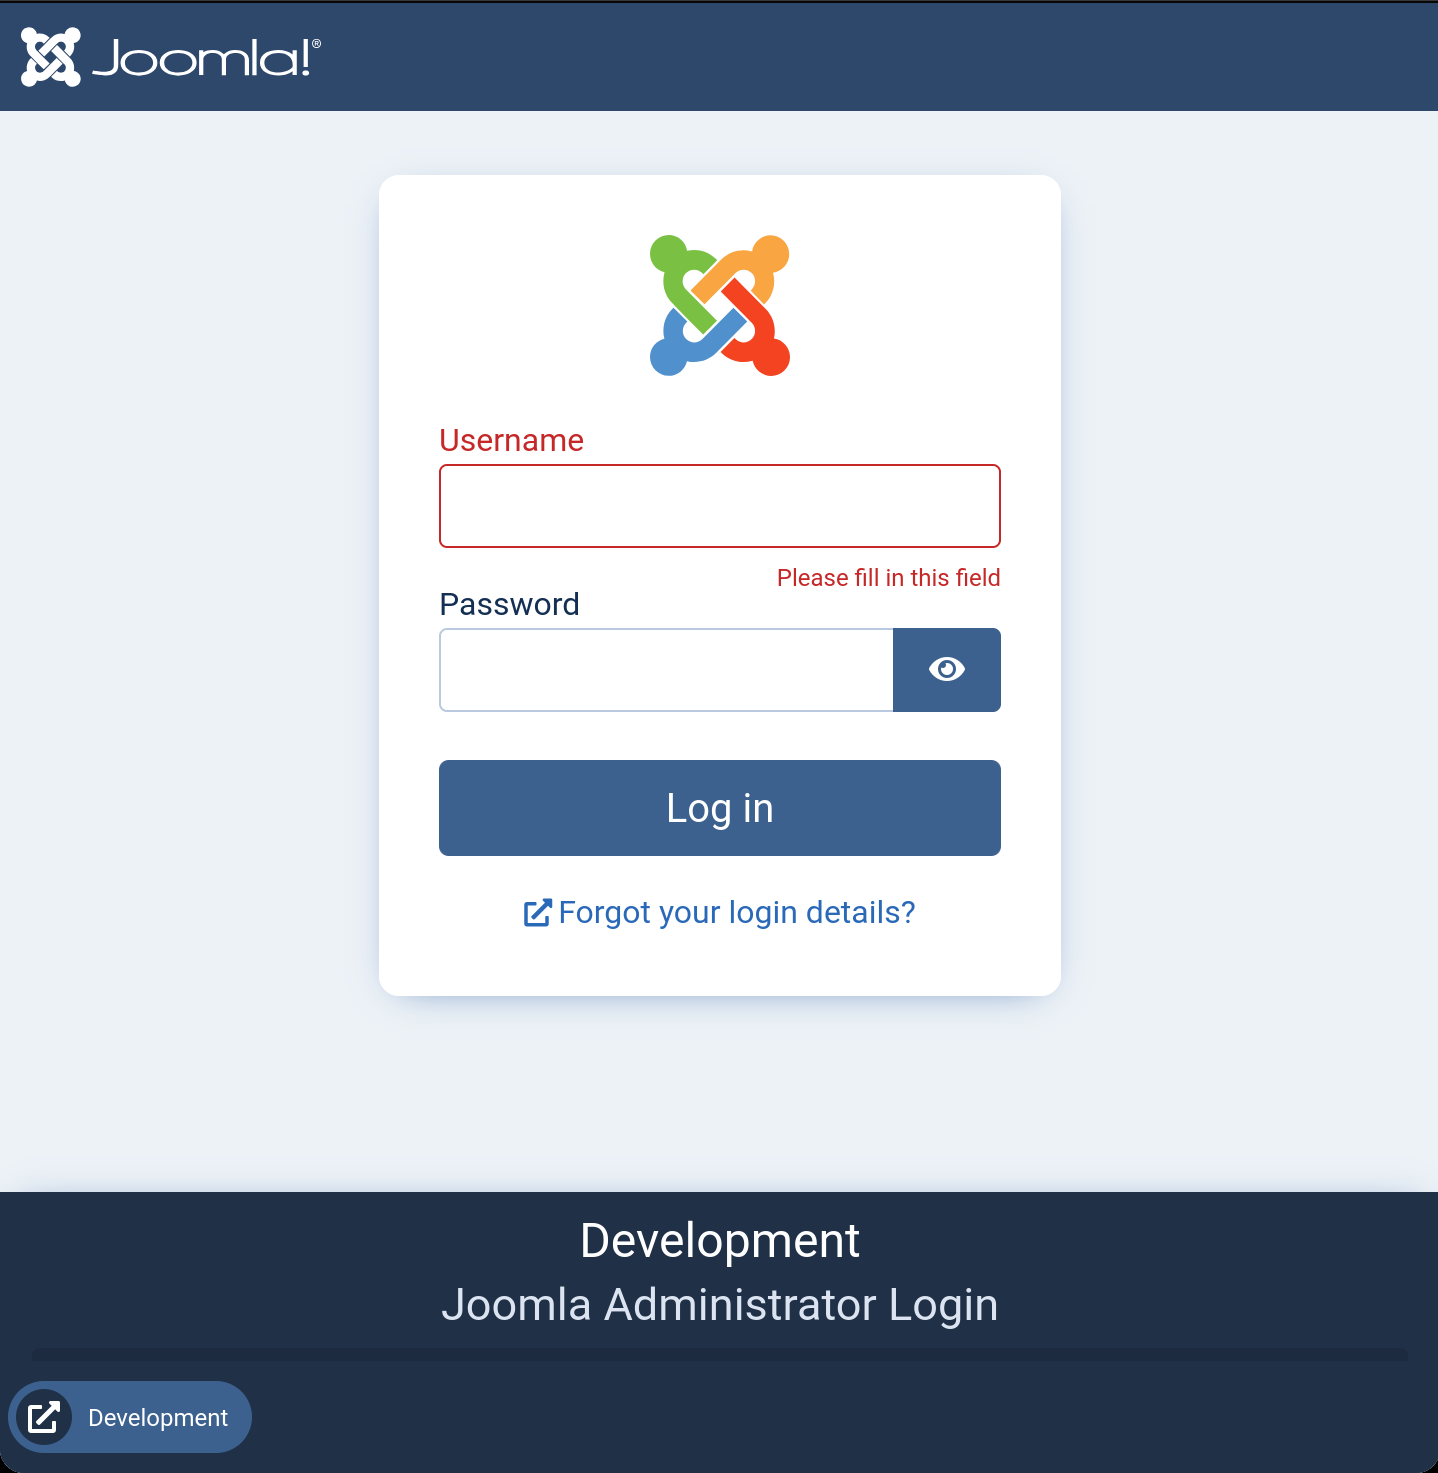 Joomla!®
Username
Please fill in this field
Password
Log in
Forgot your login details?
Development
Joomla Administrator Login
Development